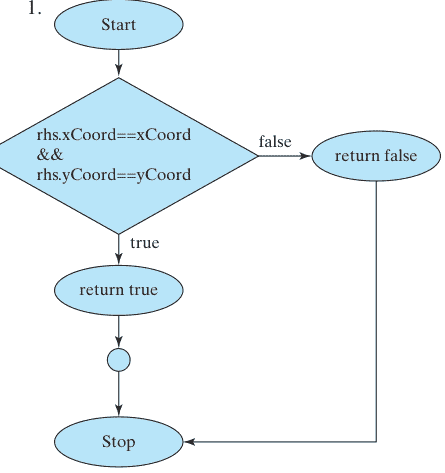 1.
Start
rhs.xCoord==xCoord
&&
rhs.yCoord==yCoord
false
return false
true
return true
Stop